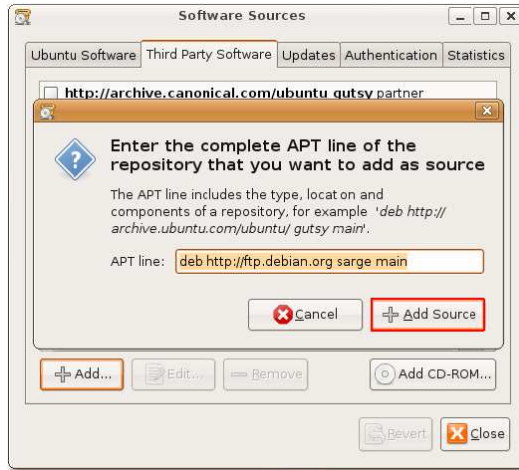 Software Sources
Ubuntu Software Third Party Software Updates Authentication Statistics
http://archive.canonical.com/ubuntu gutsy partner
Enter the complete APT line of the
repository that you want to add as source
The APT line includes the type, location and
components of a repository, for example 'deb http://
archive.ubuntu.com/ubuntu/ gutsy main'.
APT line: deb http://ftp.debian.org sarge main
Cancel Add Source
Add... Edit... Remove Add CD-ROM...
Revert Close